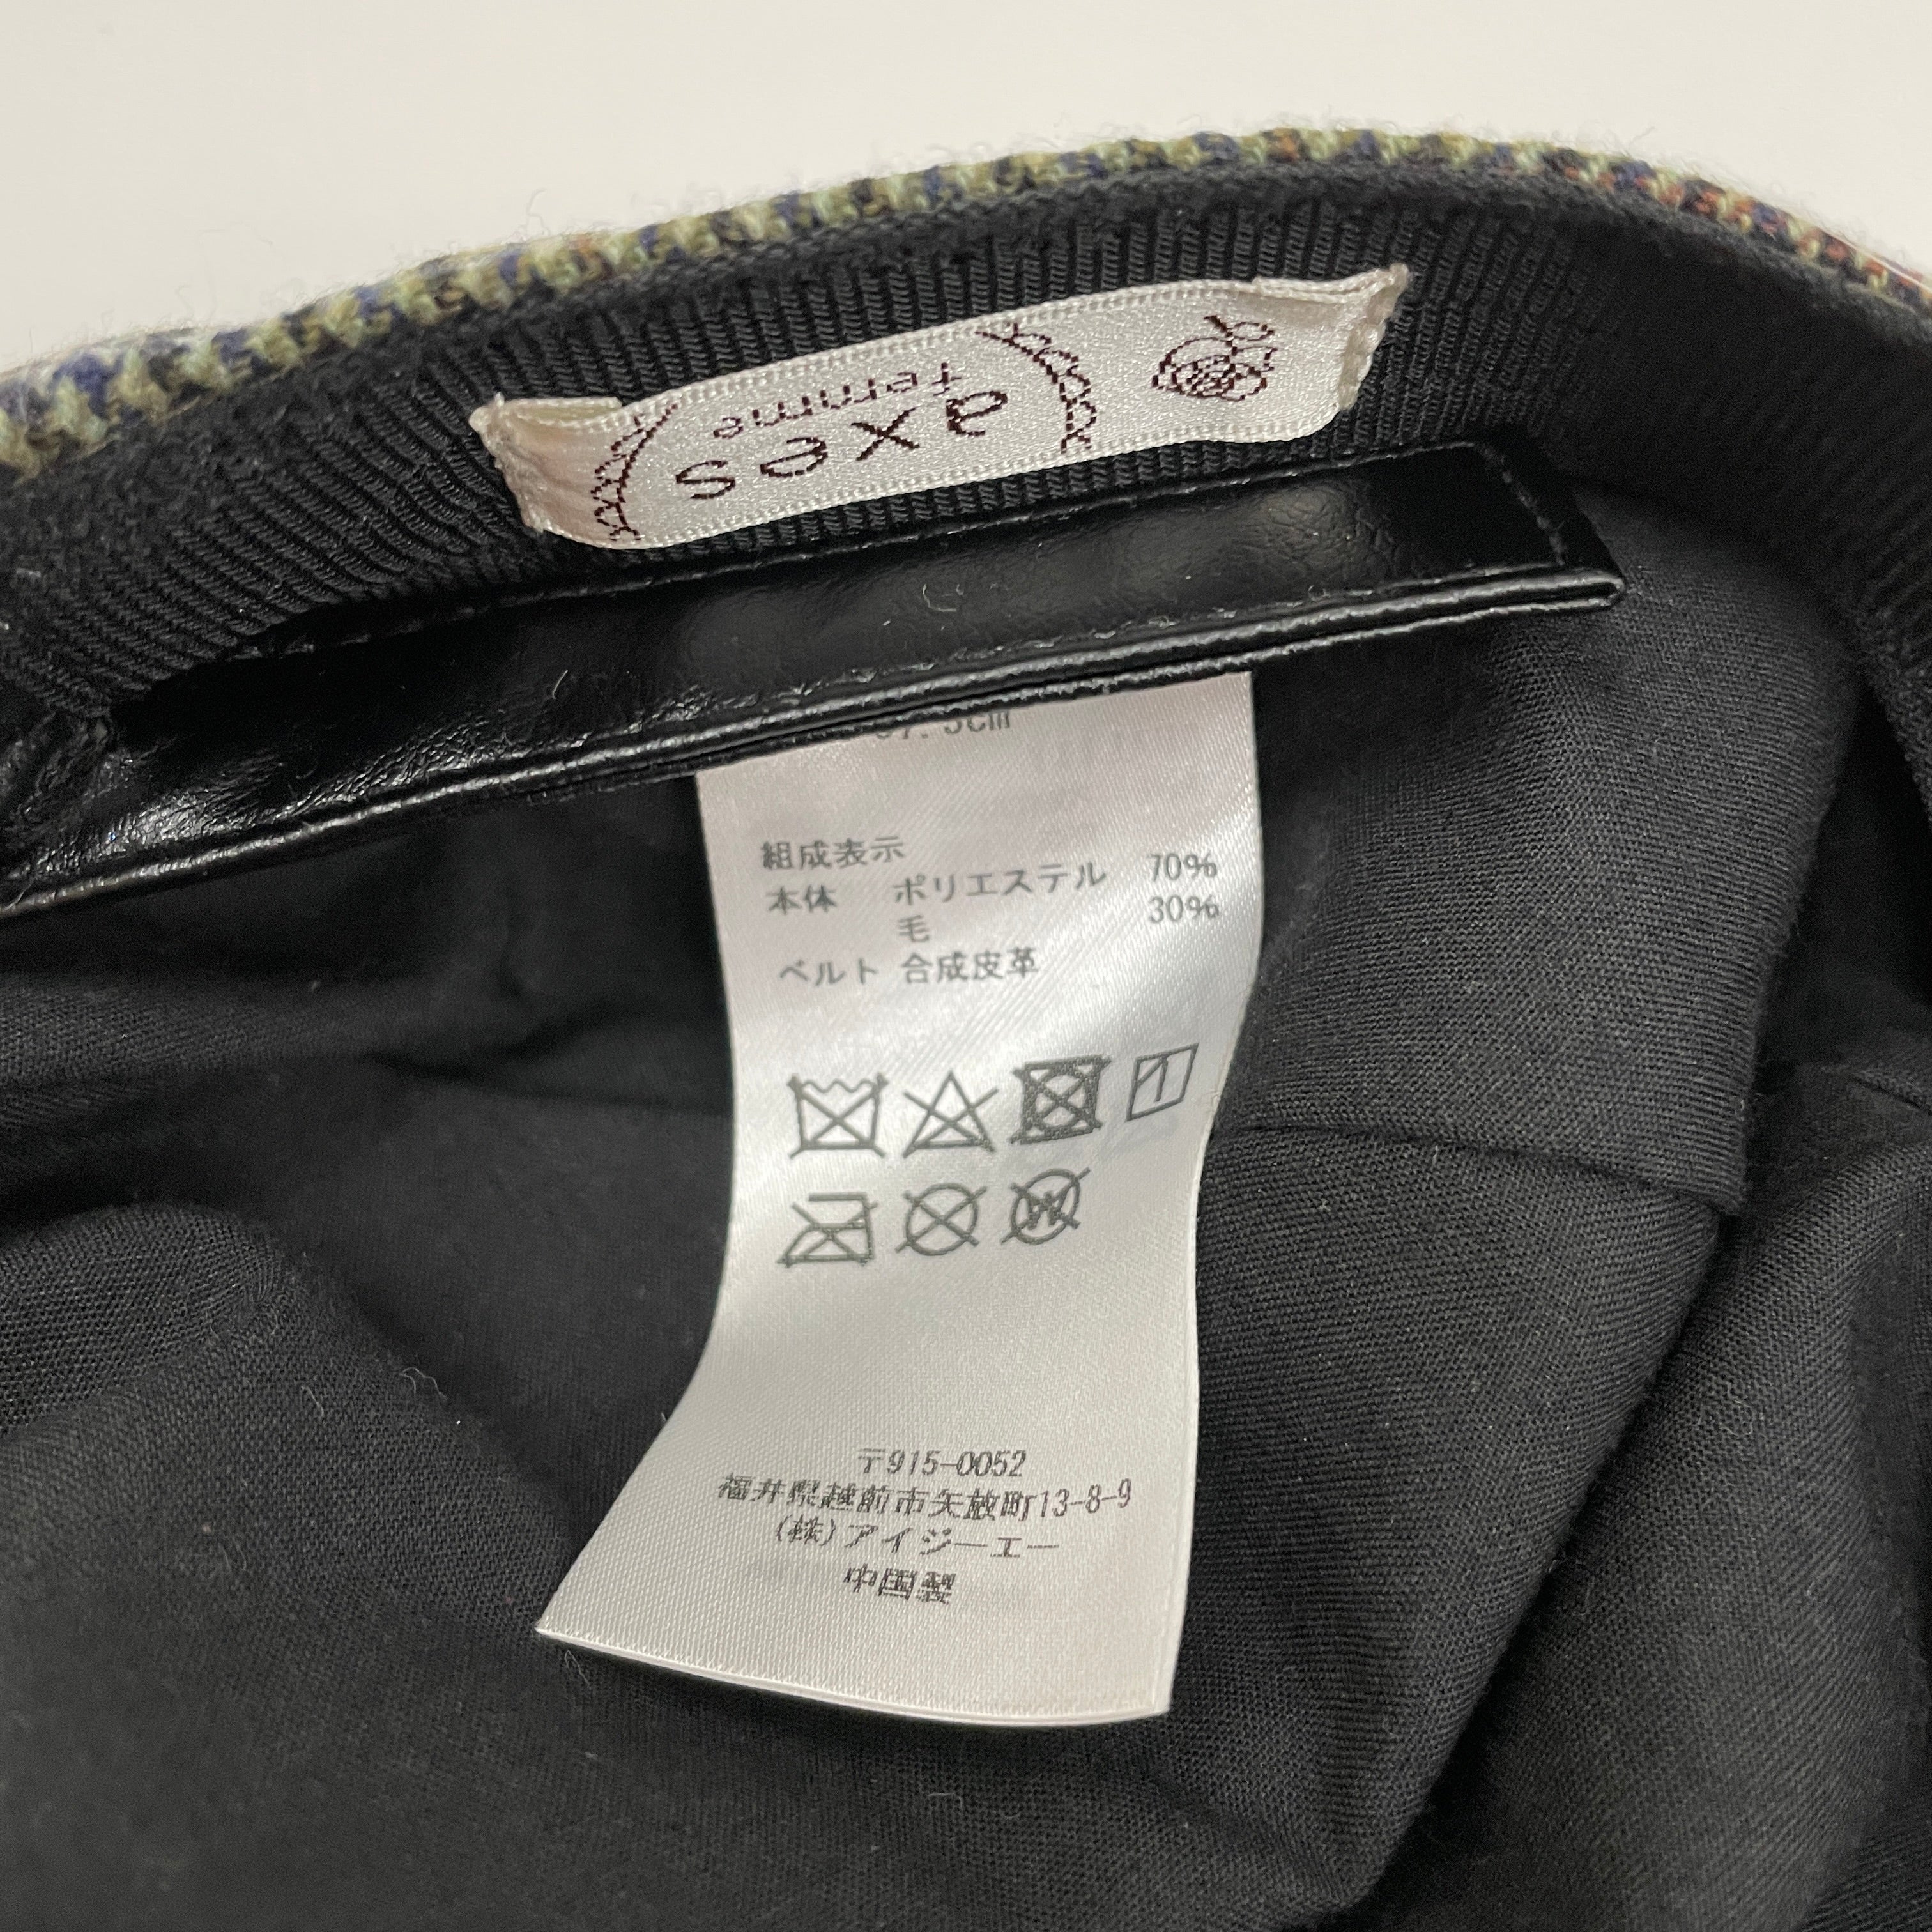 axes
femme
7.5cm
組成表示
本体 ポリエステル 70%
毛 30%
ベルト 合成皮革
〒915-0052
福井県越前市矢放町13-8-9
(株)アイジーエー
中国製